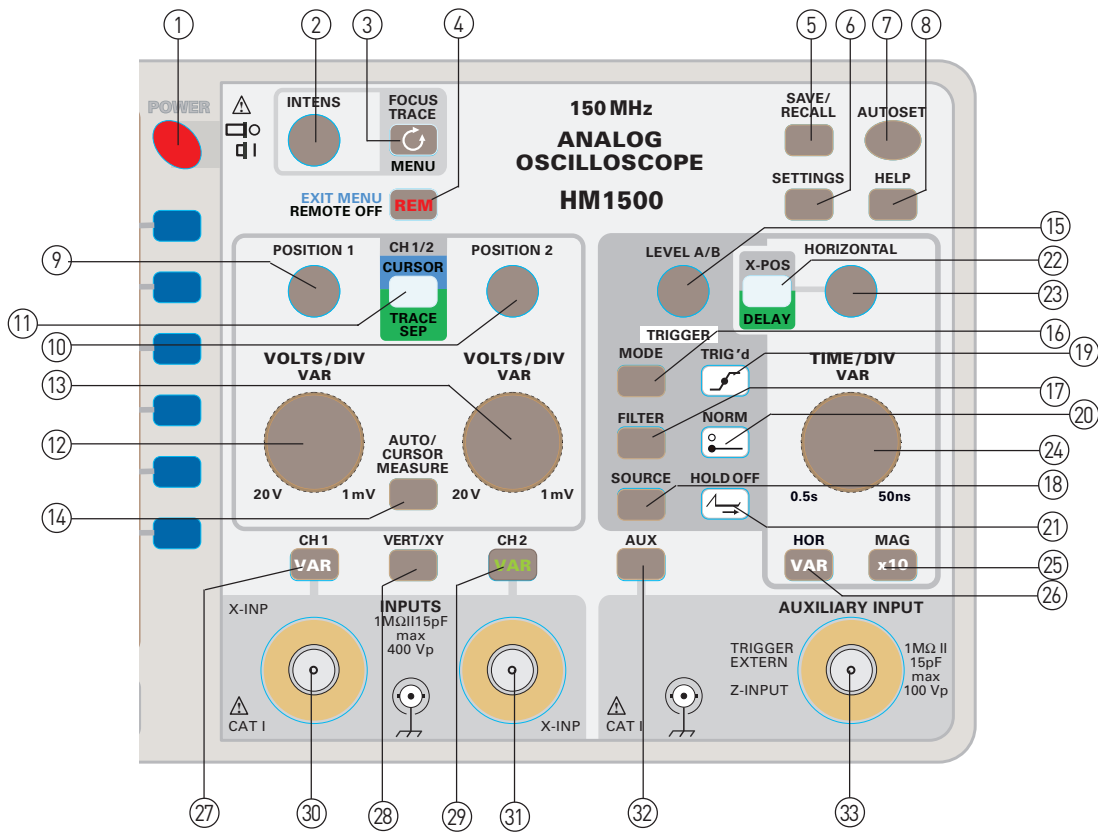 1 2 3 4 5 6 7 8
POWER
INTENS
FOCUS
TRACE
MENU
150 MHz
ANALOG
OSCILLOSCOPE
HM1500
SAVE/
RECALL
AUTOSET
SETTINGS
HELP
EXIT MENU
REMOTE OFF
REM
9
11
10
13
12
14
POSITION 1
CH 1/2
CURSOR
TRACE
SEP
POSITION 2
VOLTS/DIV
VAR
20 V 1 mV
AUTO/
CURSOR
MEASURE
VOLTS/DIV
VAR
20 V 1 mV
LEVEL A/B
TRIGGER
MODE
FILTER
SOURCE
TRIG'd
NORM
HOLD OFF
X-POS
DELAY
HORIZONTAL
TIME/DIV
VAR
0.5s 50ns
15
22
23
16
19
17
20
24
18
21
25
26
CH 1
VAR
VERT/XY
CH 2
VAR
AUX
HOR
VAR
MAG
x10
X-INP
INPUTS
1MΩII15pF
max
400 Vp
CAT I
X-INP
CAT I
AUXILIARY INPUT
TRIGGER
EXTERN
Z-INPUT
1MΩ II
15pF
max
100 Vp
27 30 28 29 31 32 33